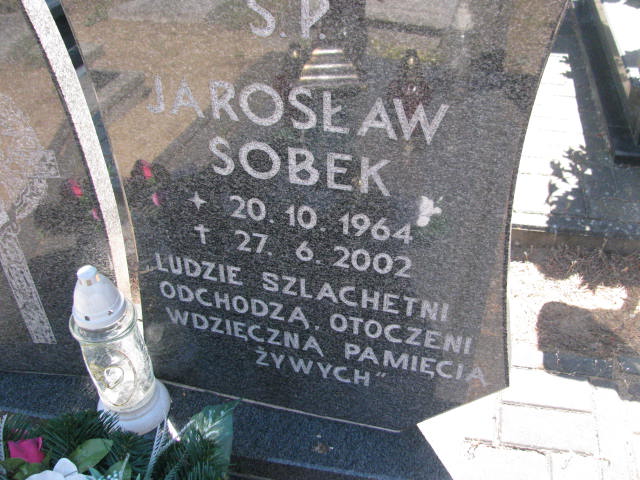 Ś.P.
JAROSŁAW
SOBEK
20. 10. 1964
27. 6. 2002
„LUDZIE SZLACHETNI
ODCHODZĄ, OTOCZENI
WDZIĘCZNĄ PAMIĘCIĄ
ŻYWYCH"